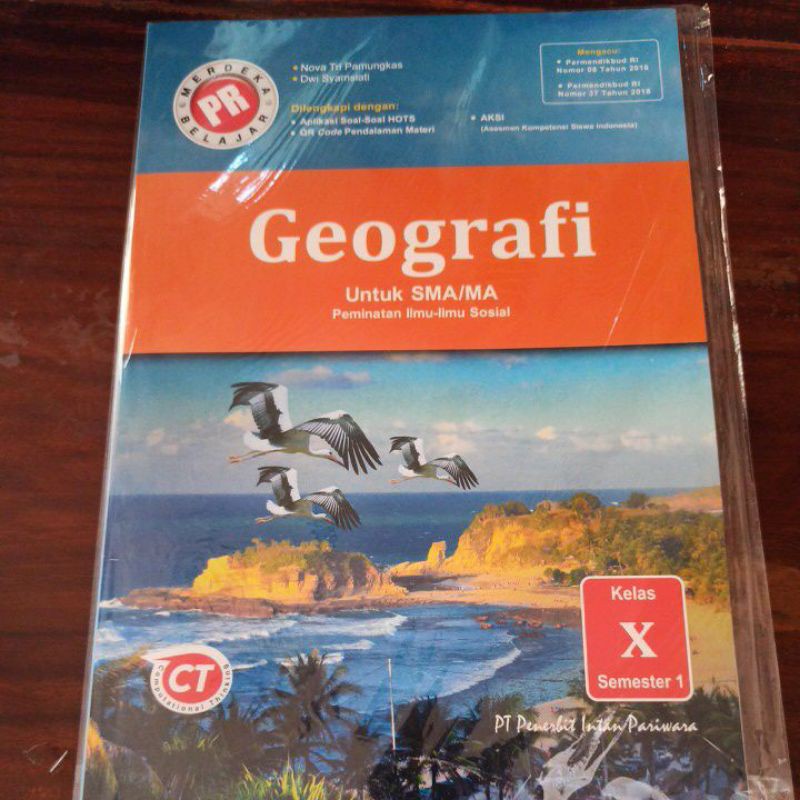 MERDEKA
PR
BELAJAR
• Nova Tri Pamungkas
• Dwi Syainstati
Dilengkapi dengan:
• Aplikasi Soal-Soal HOTS
• QR Code Pendalaman Materi
• AKSI
(Asesmen Kompetensi Siswa Indonesia)
Mengacu:
• Permendikbud RI
Nomor 08 Tahun 2016
• Permendikbud RI
Nomor 37 Tahun 2018
Geografi
Untuk SMA/MA
Peminatan Ilmu-Ilmu Sosial
Kelas
X
Semester 1
CT
Computational Thinking
PT Penerbit Intan Pariwara